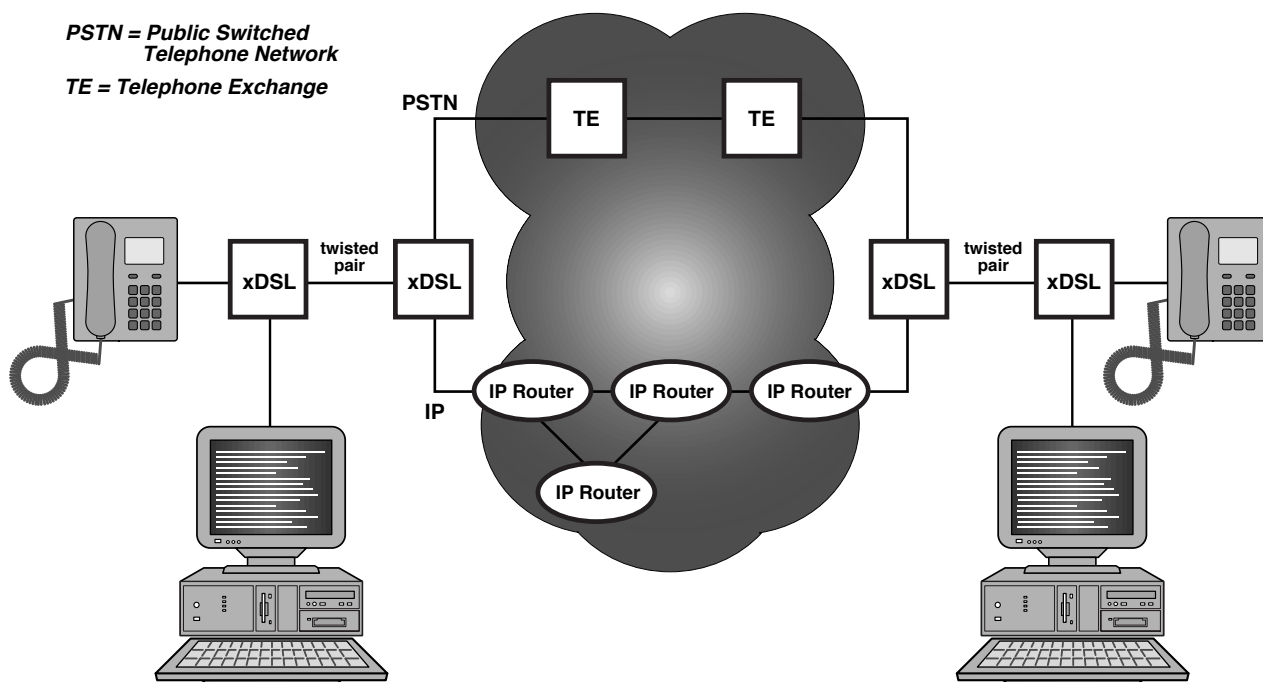 PSTN = Public Switched
Telephone Network
TE = Telephone Exchange
PSTN
TE
TE
xDSL
twisted
pair
xDSL
xDSL
twisted
pair
xDSL
IP
IP Router
IP Router
IP Router
IP Router